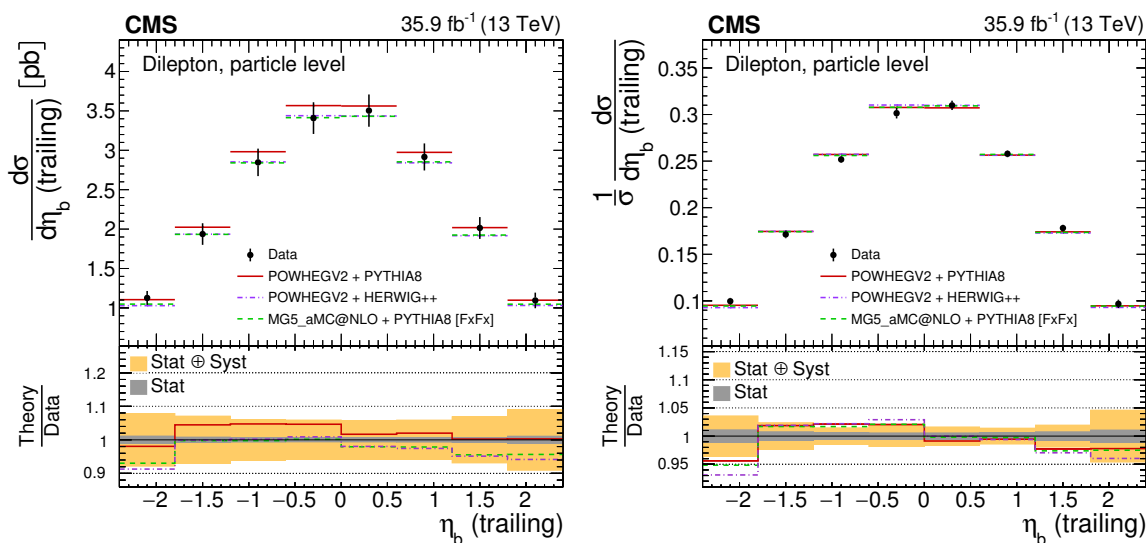 CMS 35.9 fb⁻¹ (13 TeV)
Dilepton, particle level
dσ
dη_b (trailing) [pb]
4
3.5
3
2.5
2
1.5
1
Data
POWHEGV2 + PYTHIA8
POWHEGV2 + HERWIG++
MG5_aMC@NLO + PYTHIA8 [FxFx]
Theory
Data
Stat ⊕ Syst
Stat
1.2
1.1
1
0.9
−2 −1.5 −1 −0.5 0 0.5 1 1.5 2
η_b (trailing)
CMS 35.9 fb⁻¹ (13 TeV)
Dilepton, particle level
1 dσ
σ dη_b (trailing)
0.35
0.3
0.25
0.2
0.15
0.1
Data
POWHEGV2 + PYTHIA8
POWHEGV2 + HERWIG++
MG5_aMC@NLO + PYTHIA8 [FxFx]
Theory
Data
Stat ⊕ Syst
Stat
1.15
1.1
1.05
1
0.95
−2 −1.5 −1 −0.5 0 0.5 1 1.5 2
η_b (trailing)